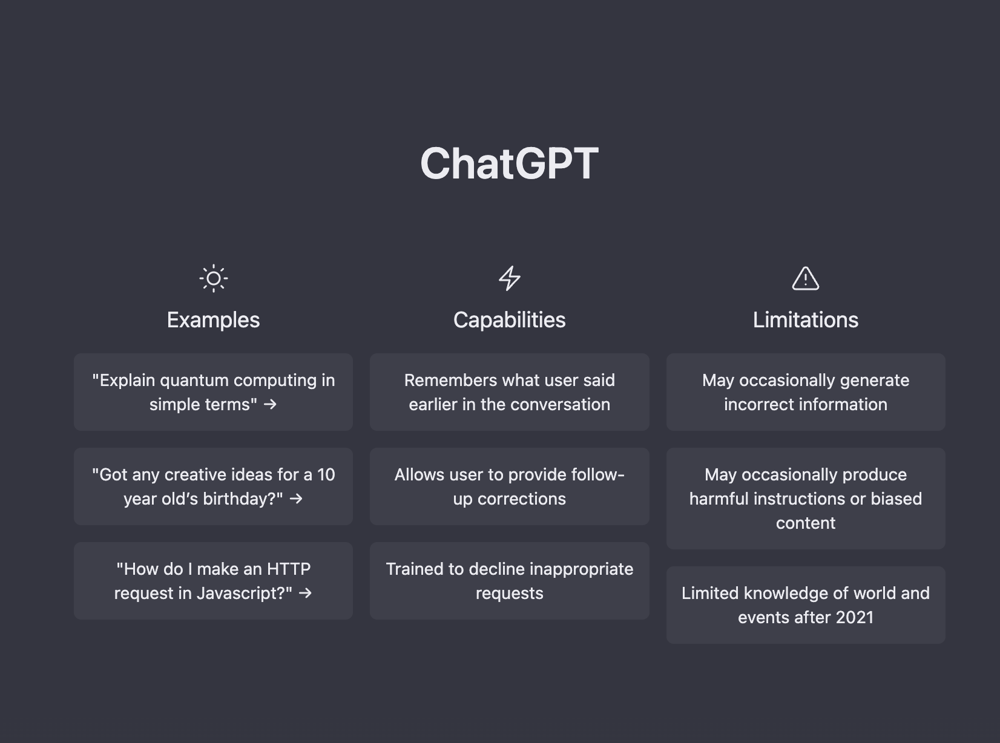 ChatGPT
Examples
"Explain quantum computing in
simple terms" →
"Got any creative ideas for a 10
year old’s birthday?" →
"How do I make an HTTP
request in Javascript?" →
Capabilities
Remembers what user said
earlier in the conversation
Allows user to provide follow-
up corrections
Trained to decline inappropriate
requests
Limitations
May occasionally generate
incorrect information
May occasionally produce
harmful instructions or biased
content
Limited knowledge of world and
events after 2021